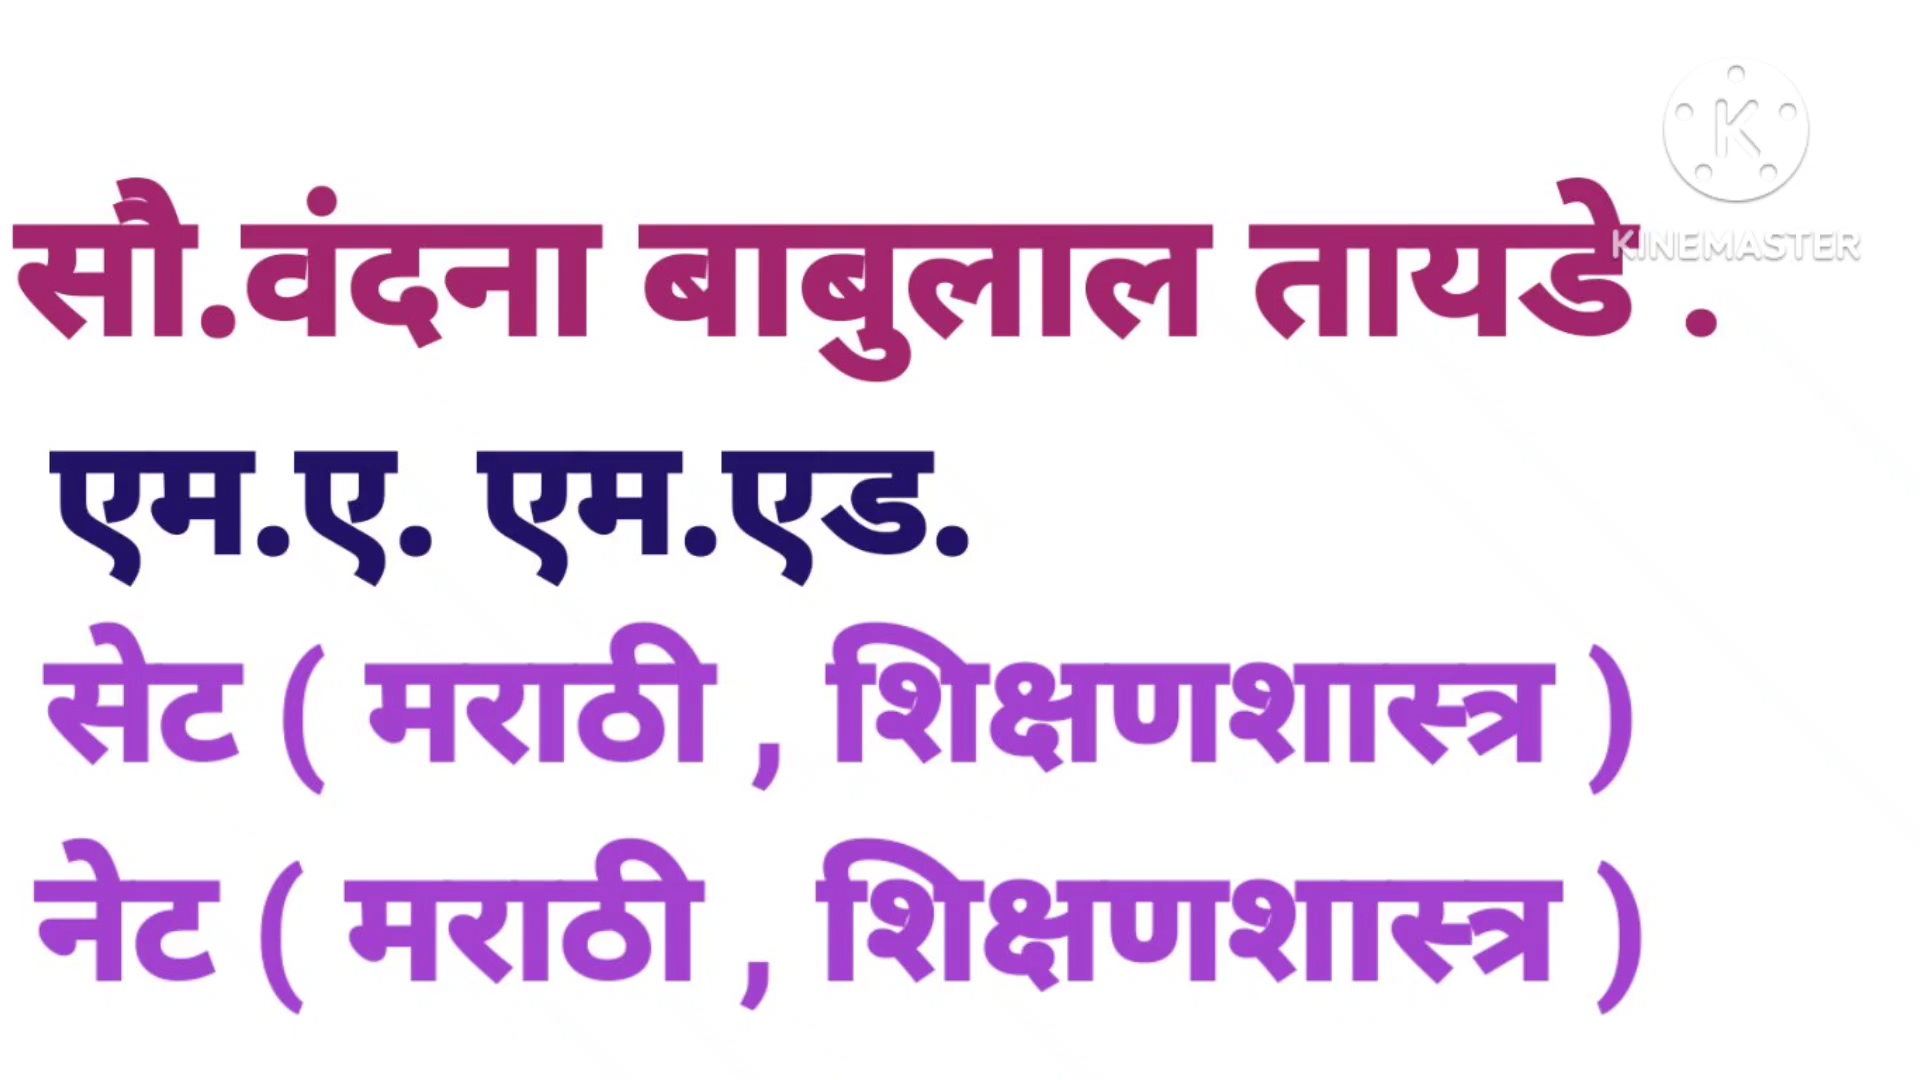 सौ.वंदना बाबुलाल तायडे .
KINEMASTER
एम.ए. एम.एड.
सेट ( मराठी , शिक्षणशास्त्र )
नेट ( मराठी , शिक्षणशास्त्र )